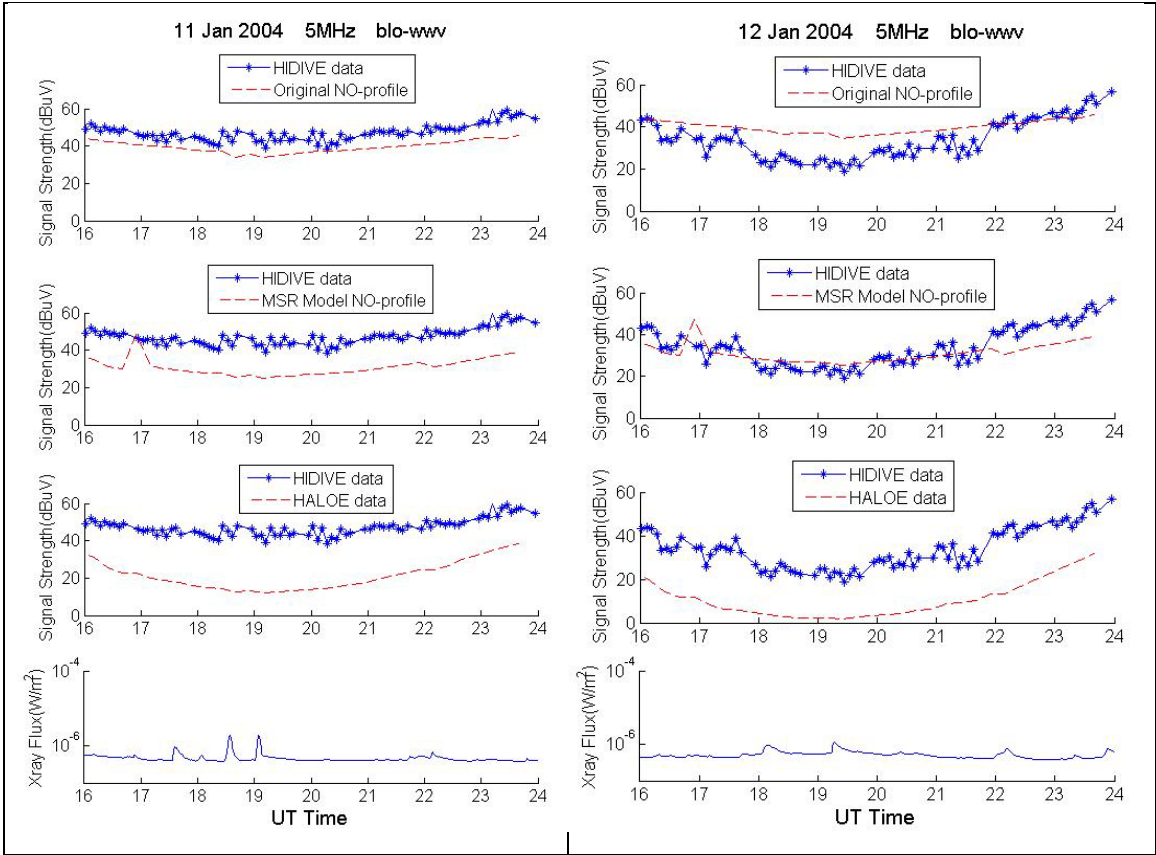 11 Jan 2004 5MHz blo-wwv
HIDIVE data
Original NO-profile
Signal Strength(dBuV)
60
40
20
0
16 17 18 19 20 21 22 23 24
HIDIVE data
MSR Model NO-profile
Signal Strength(dBuV)
60
40
20
0
16 17 18 19 20 21 22 23 24
HIDIVE data
HALOE data
Signal Strength(dBuV)
60
40
20
0
16 17 18 19 20 21 22 23 24
Xray Flux(W/m²)
10⁻⁴
10⁻⁶
16 17 18 19 20 21 22 23 24
UT Time
12 Jan 2004 5MHz blo-wwv
HIDIVE data
Original NO-profile
Signal Strength(dBuV)
60
40
20
0
16 17 18 19 20 21 22 23 24
HIDIVE data
MSR Model NO-profile
Signal Strength(dBuV)
60
40
20
0
16 17 18 19 20 21 22 23 24
HIDIVE data
HALOE data
Signal Strength(dBuV)
60
40
20
0
16 17 18 19 20 21 22 23 24
Xray Flux(W/m²)
10⁻⁴
10⁻⁶
16 17 18 19 20 21 22 23 24
UT Time